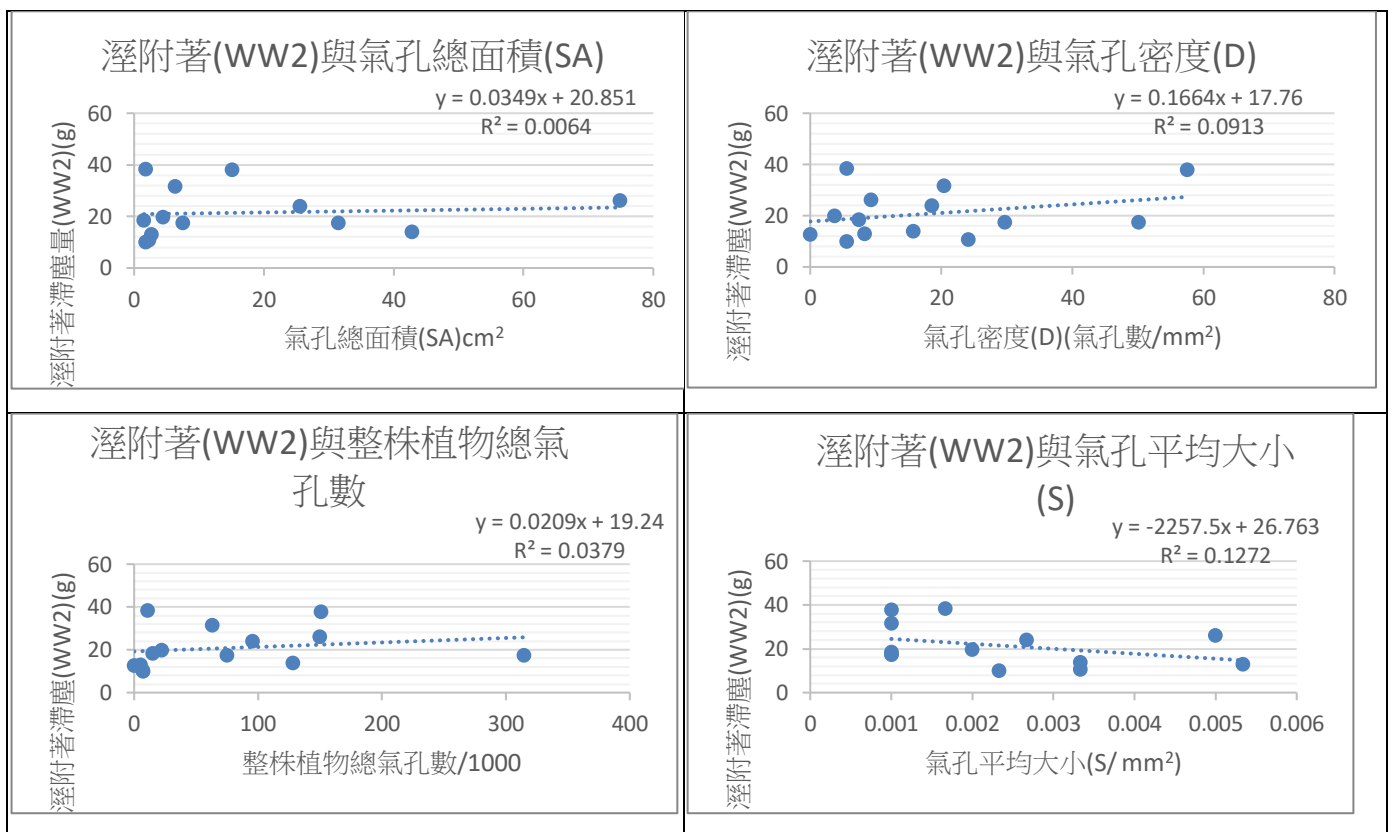 溼附著(WW2)與氣孔總面積(SA)
y = 0.0349x + 20.851
R² = 0.0064
溼附著滯塵量(WW2)(g)
60
40
20
0
0 20 40 60 80
氣孔總面積(SA)cm²
溼附著(WW2)與氣孔密度(D)
y = 0.1664x + 17.76
R² = 0.0913
溼附著滯塵(WW2)(g)
60
40
20
0
0 20 40 60 80
氣孔密度(D)(氣孔數/mm²)
溼附著(WW2)與整株植物總氣
孔數
y = 0.0209x + 19.24
R² = 0.0379
溼附著滯塵(WW2)(g)
60
40
20
0
0 100 200 300 400
整株植物總氣孔數/1000
溼附著(WW2)與氣孔平均大小
(S)
y = -2257.5x + 26.763
R² = 0.1272
溼附著滯塵(WW2)(g)
60
40
20
0
0 0.001 0.002 0.003 0.004 0.005 0.006
氣孔平均大小(S/ mm²)